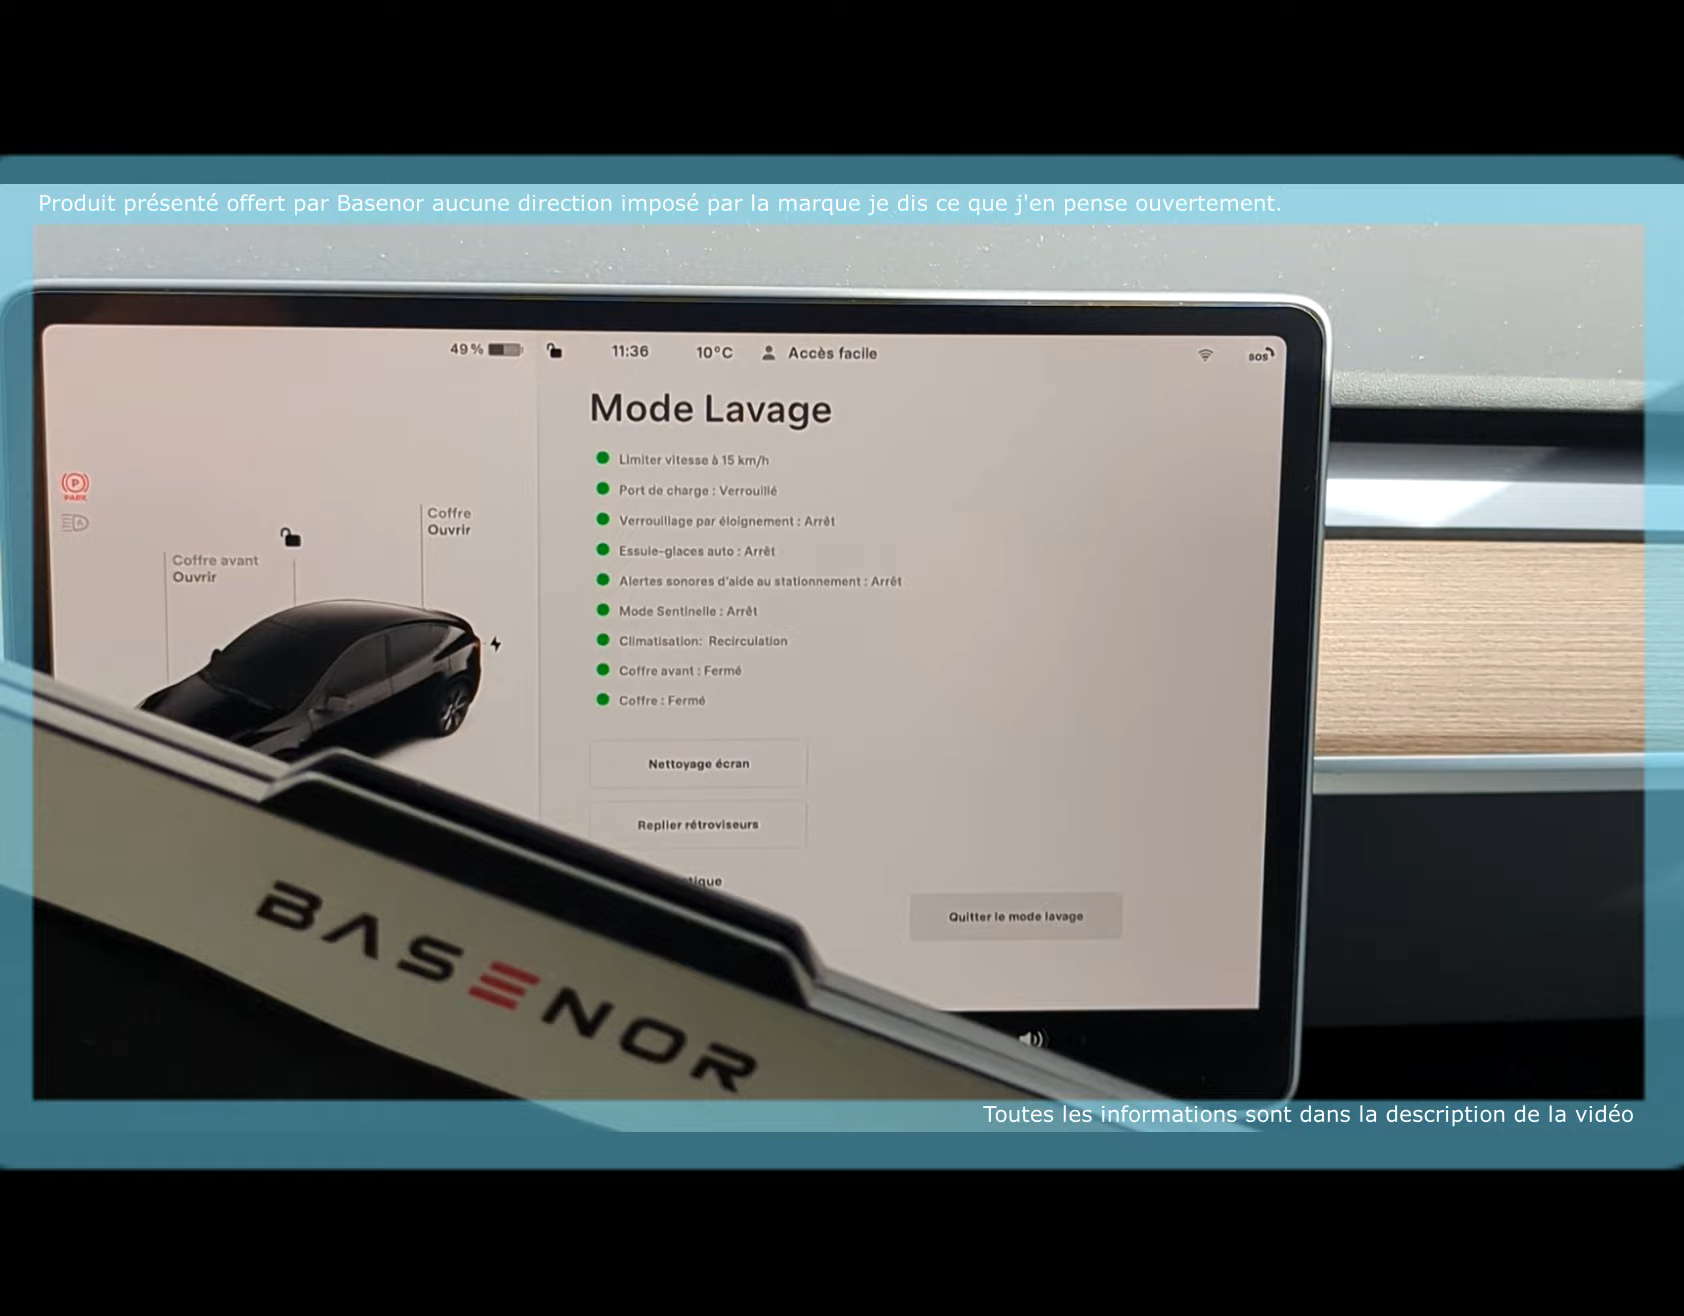 Produit présenté offert par Basenor aucune direction imposé par la marque je dis ce que j'en pense ouvertement.
49 % 11:36 10°C Accès facile SOS
Mode Lavage
Limiter vitesse à 15 km/h
Port de charge : Verrouillé
Verrouillage par éloignement : Arrêt
Essuie-glaces auto : Arrêt
Alertes sonores d'aide au stationnement : Arrêt
Mode Sentinelle : Arrêt
Climatisation: Recirculation
Coffre avant : Fermé
Coffre : Fermé
PARK
Coffre
Ouvrir
Coffre avant
Ouvrir
Nettoyage écran
Replier rétroviseurs
Quitter le mode lavage
BASENOR
Toutes les informations sont dans la description de la vidéo